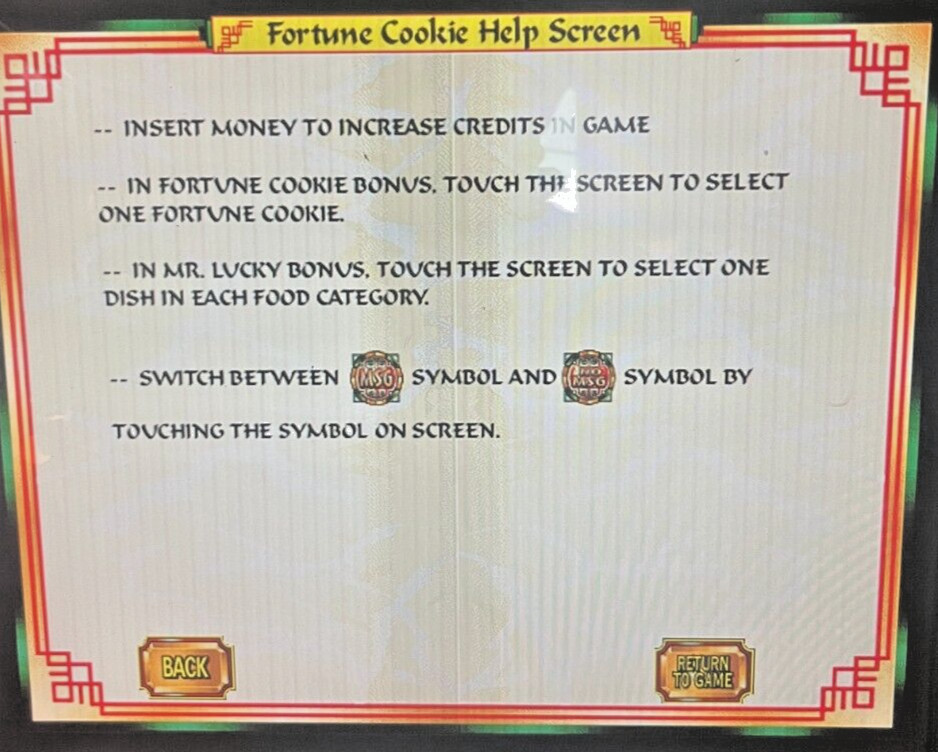 Fortune Cookie Help Screen
-- INSERT MONEY TO INCREASE CREDITS IN GAME
-- IN FORTUNE COOKIE BONUS, TOUCH THE SCREEN TO SELECT
ONE FORTUNE COOKIE.
-- IN MR. LUCKY BONUS, TOUCH THE SCREEN TO SELECT ONE
DISH IN EACH FOOD CATEGORY.
-- SWITCH BETWEEN MSG SYMBOL AND NO MSG SYMBOL BY
TOUCHING THE SYMBOL ON SCREEN.
BACK
RETURN
TO GAME